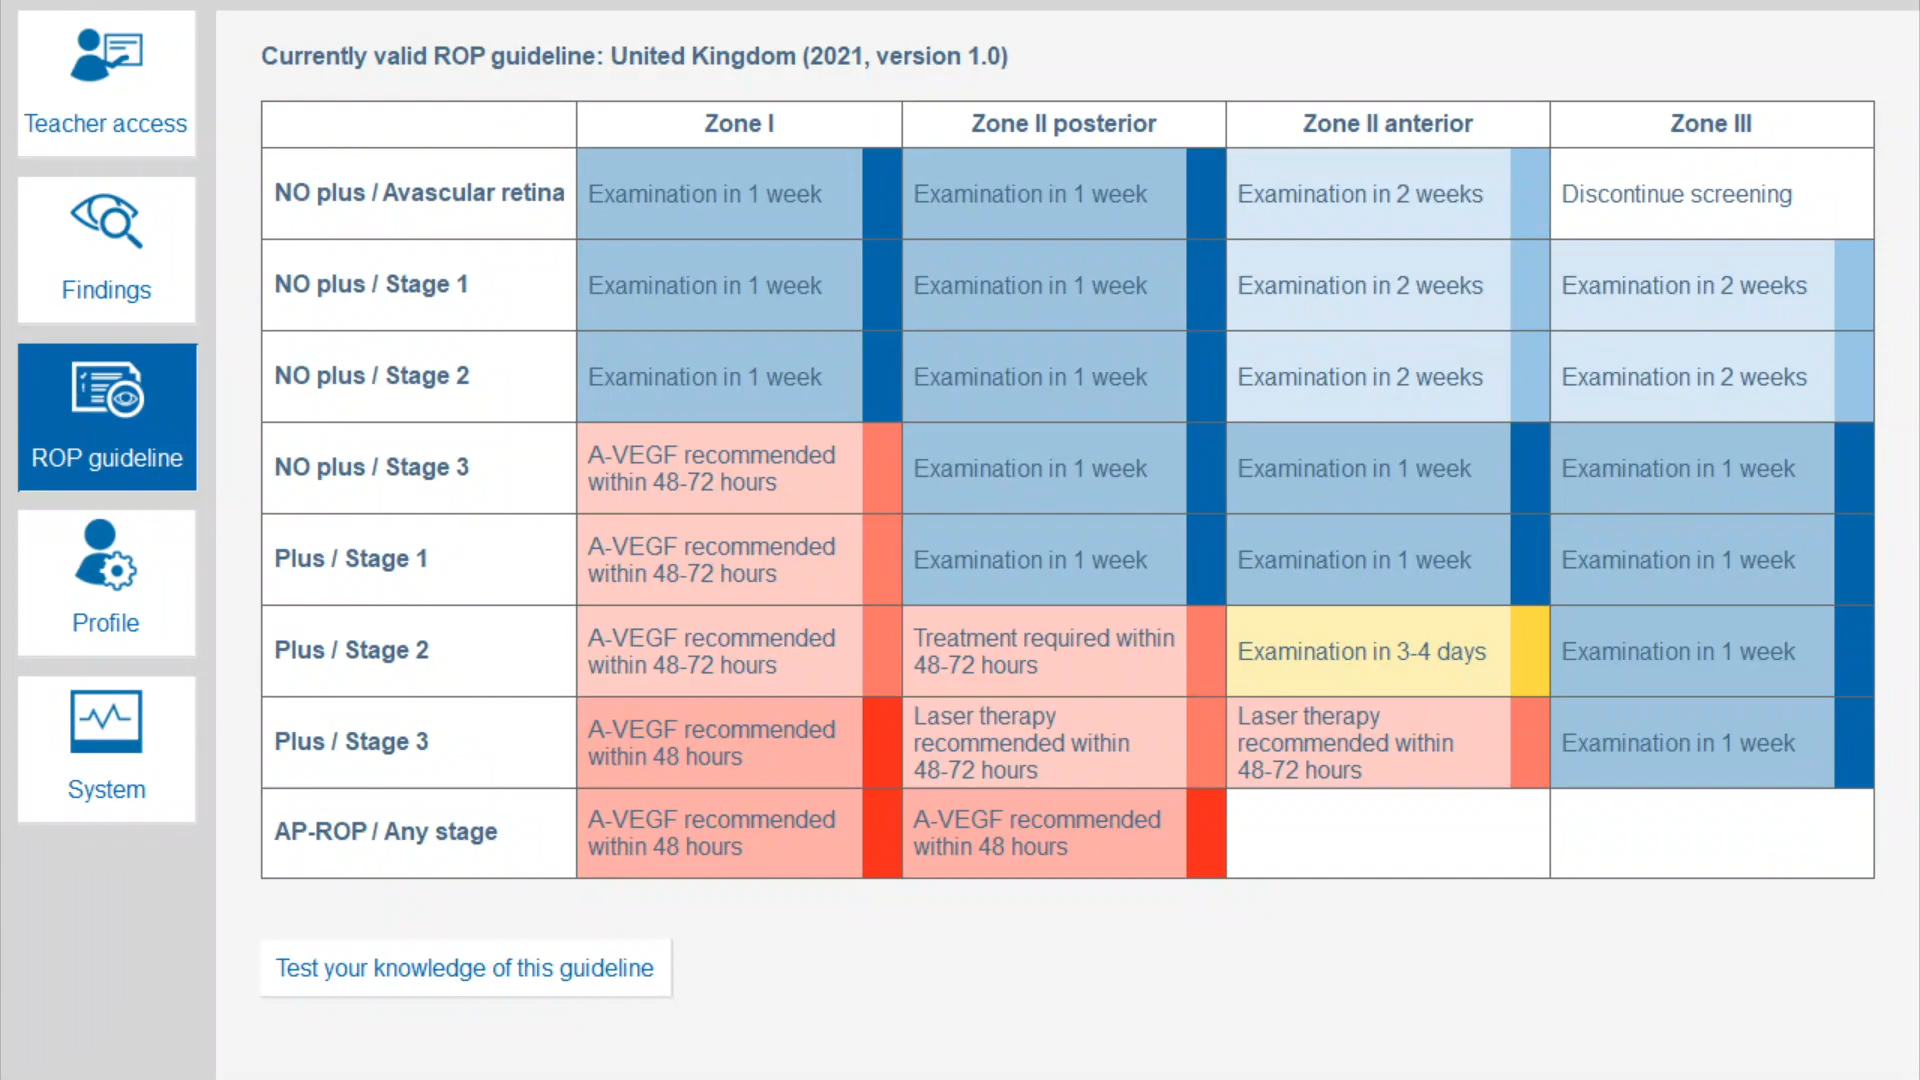 Teacher access
Findings
ROP guideline
Profile
System
Currently valid ROP guideline: United Kingdom (2021, version 1.0)
Zone I
Zone II posterior
Zone II anterior
Zone III
NO plus / Avascular retina
Examination in 1 week
Examination in 1 week
Examination in 2 weeks
Discontinue screening
NO plus / Stage 1
Examination in 1 week
Examination in 1 week
Examination in 2 weeks
Examination in 2 weeks
NO plus / Stage 2
Examination in 1 week
Examination in 1 week
Examination in 2 weeks
Examination in 2 weeks
NO plus / Stage 3
A-VEGF recommended
within 48-72 hours
Examination in 1 week
Examination in 1 week
Examination in 1 week
Plus / Stage 1
A-VEGF recommended
within 48-72 hours
Examination in 1 week
Examination in 1 week
Examination in 1 week
Plus / Stage 2
A-VEGF recommended
within 48-72 hours
Treatment required within
48-72 hours
Examination in 3-4 days
Examination in 1 week
Plus / Stage 3
A-VEGF recommended
within 48 hours
Laser therapy
recommended within
48-72 hours
Laser therapy
recommended within
48-72 hours
Examination in 1 week
AP-ROP / Any stage
A-VEGF recommended
within 48 hours
A-VEGF recommended
within 48 hours
Test your knowledge of this guideline